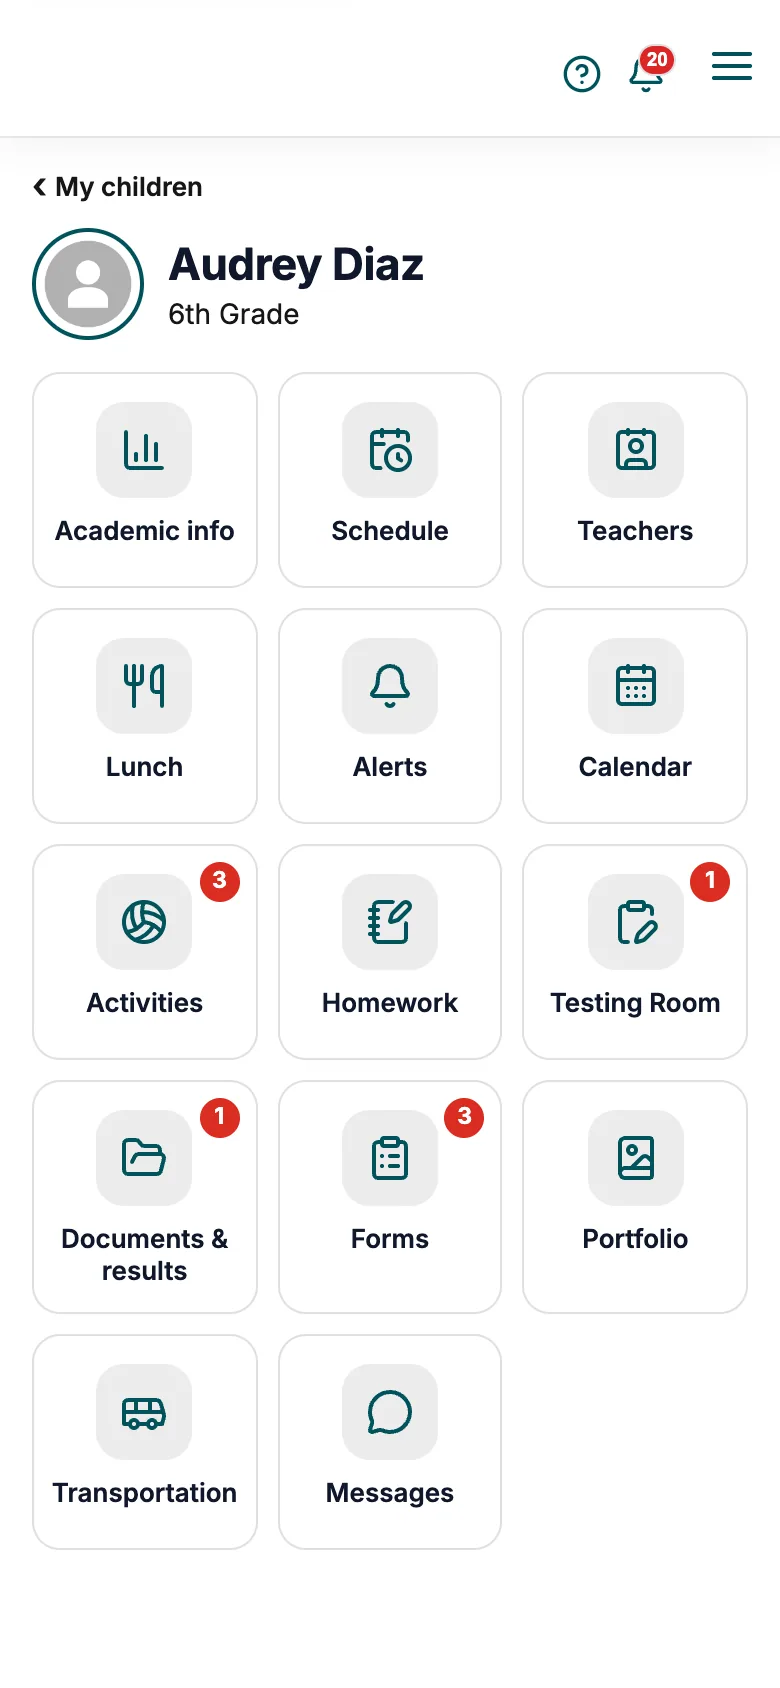 20
My children
Audrey Diaz
6th Grade
Academic info
Schedule
Teachers
Lunch
Alerts
Calendar
3
Activities
Homework
1
Testing Room
1
Documents &
results
3
Forms
Portfolio
Transportation
Messages